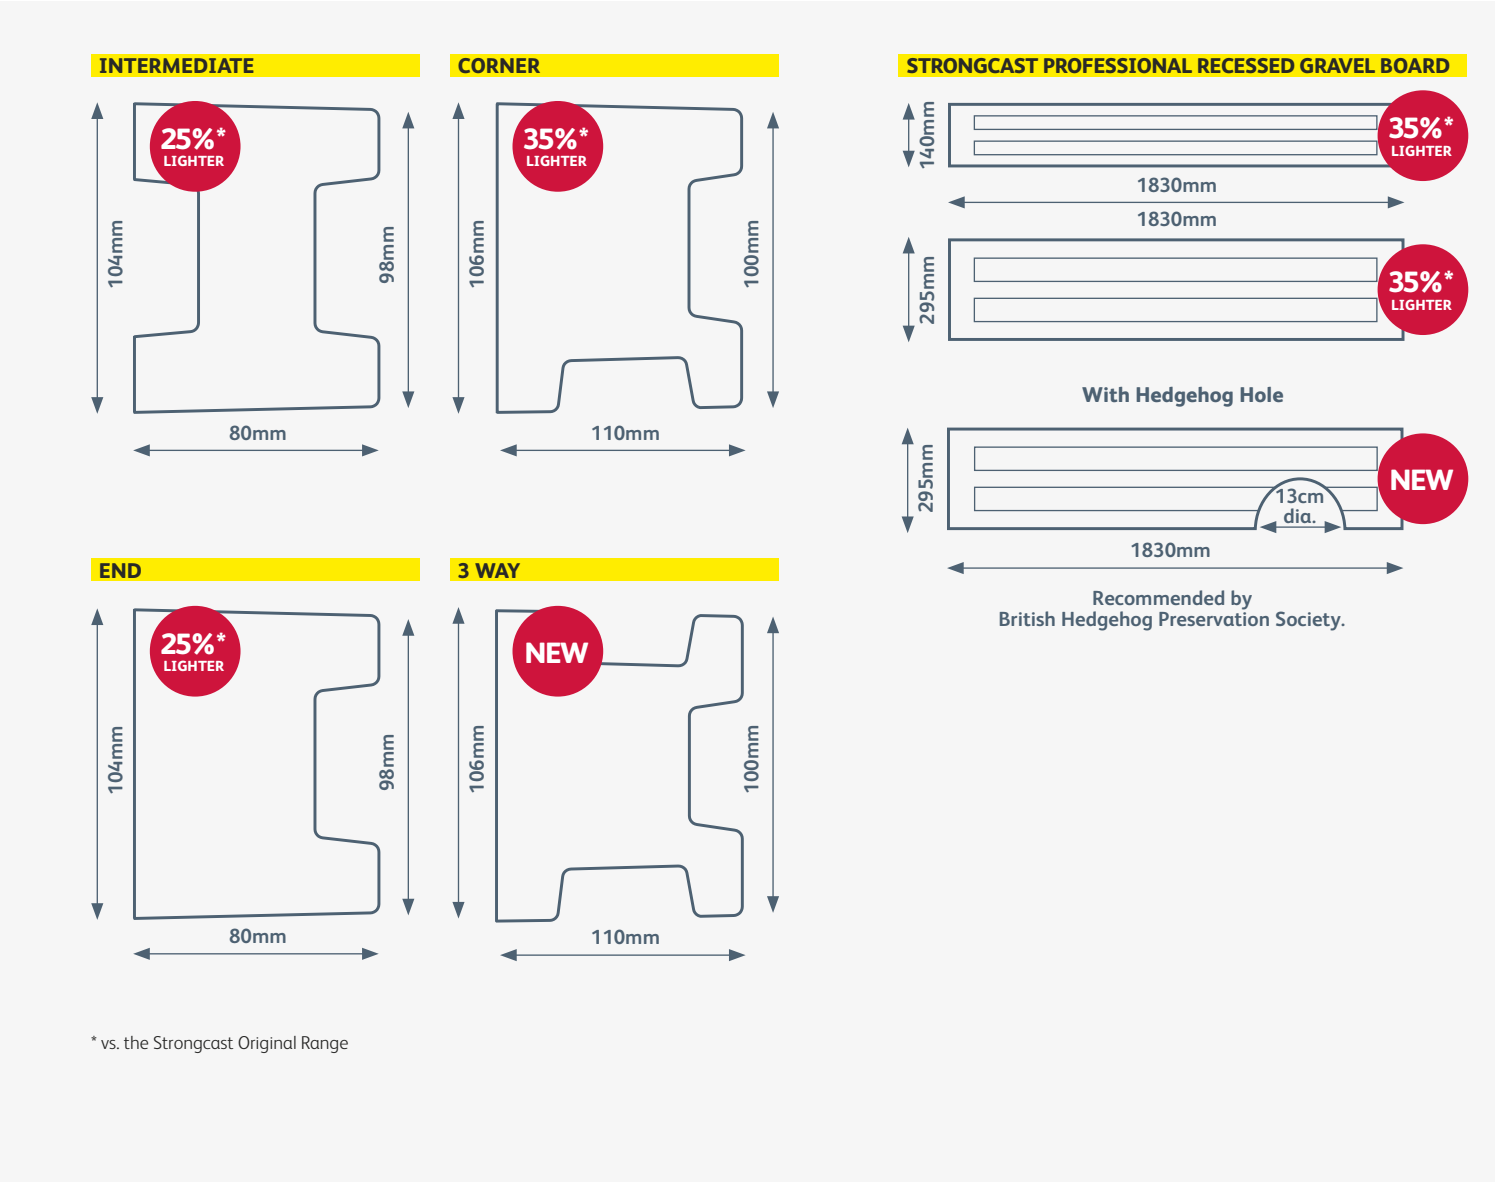 INTERMEDIATE
25%*
LIGHTER
104mm
98mm
80mm
CORNER
35%*
LIGHTER
106mm
100mm
110mm
STRONGCAST PROFESSIONAL RECESSED GRAVEL BOARD
140mm
35%*
LIGHTER
1830mm
1830mm
295mm
35%*
LIGHTER
With Hedgehog Hole
295mm
NEW
13cm
dia.
1830mm
Recommended by
British Hedgehog Preservation Society.
END
25%*
LIGHTER
104mm
98mm
80mm
3 WAY
NEW
106mm
100mm
110mm
* vs. the Strongcast Original Range